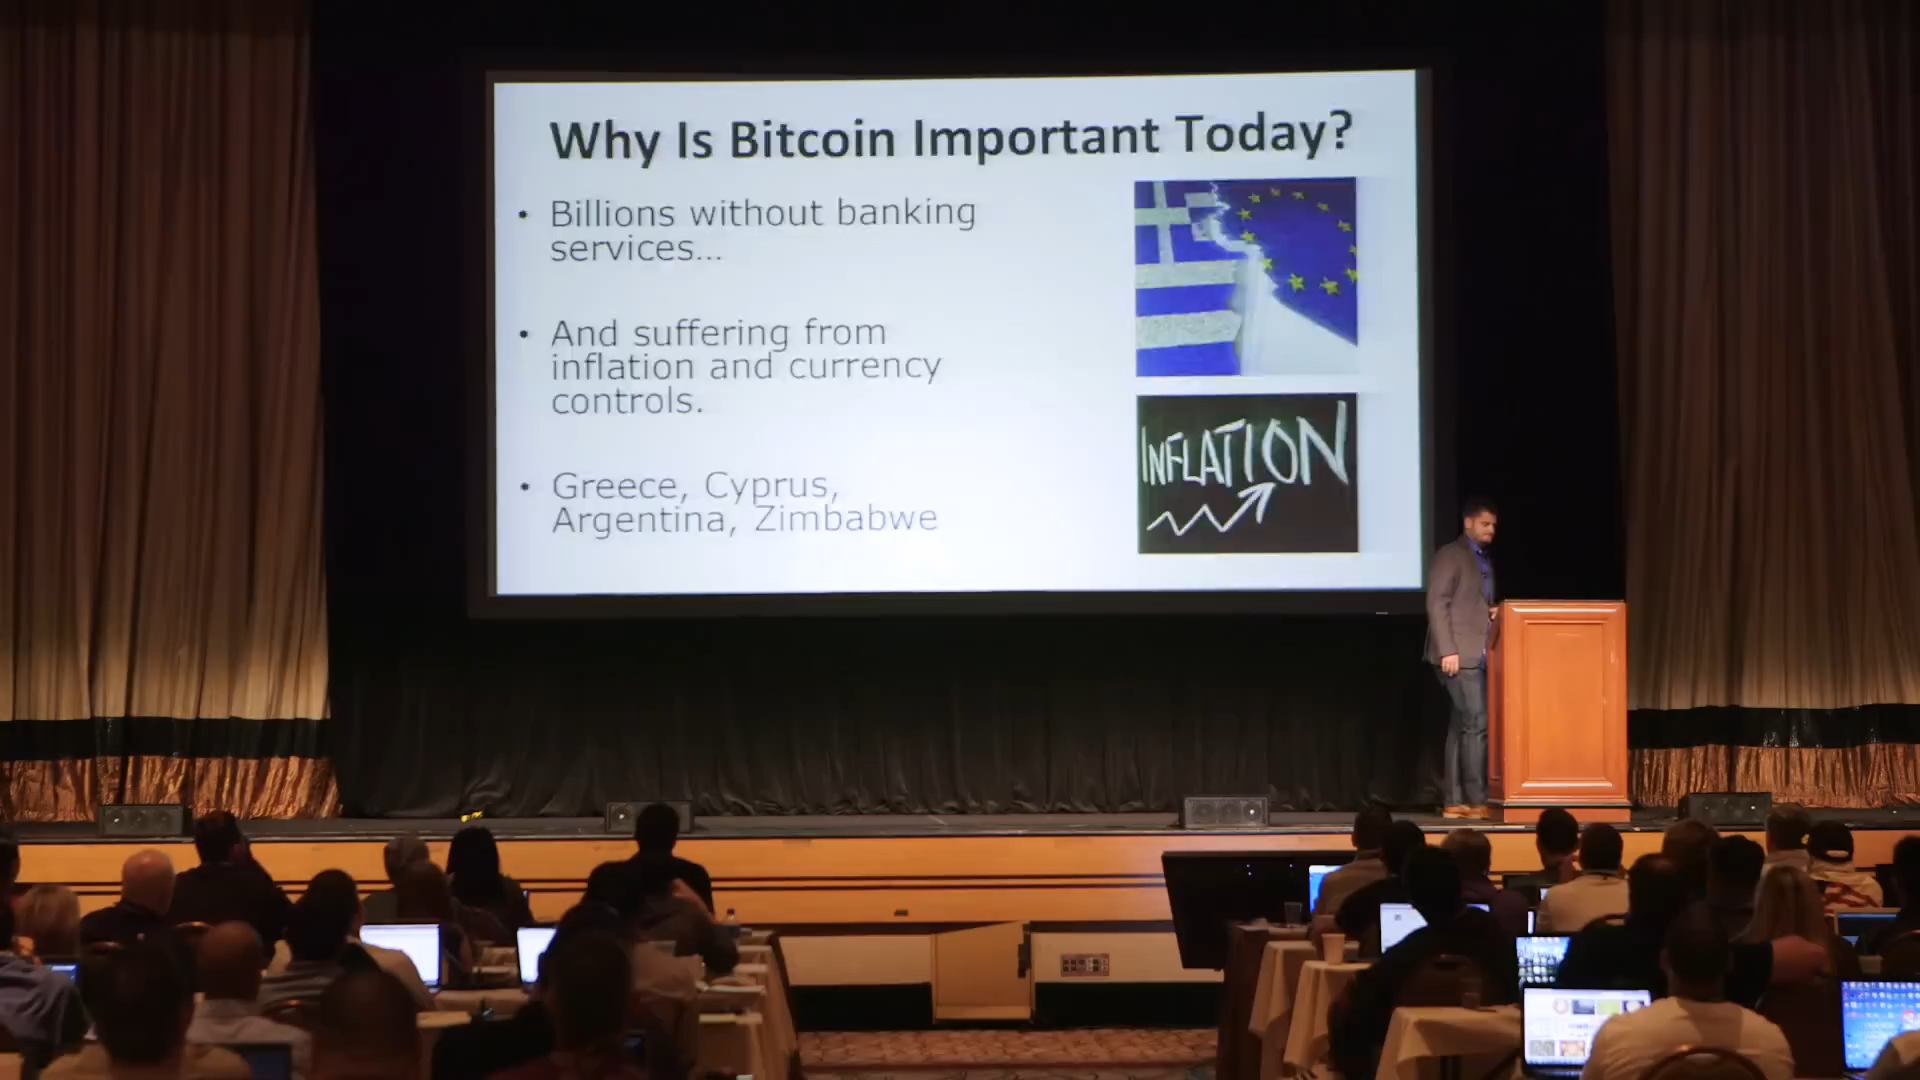 Why Is Bitcoin Important Today?
• Billions without banking
services...
• And suffering from
inflation and currency
controls.
• Greece, Cyprus,
Argentina, Zimbabwe
INFLATION